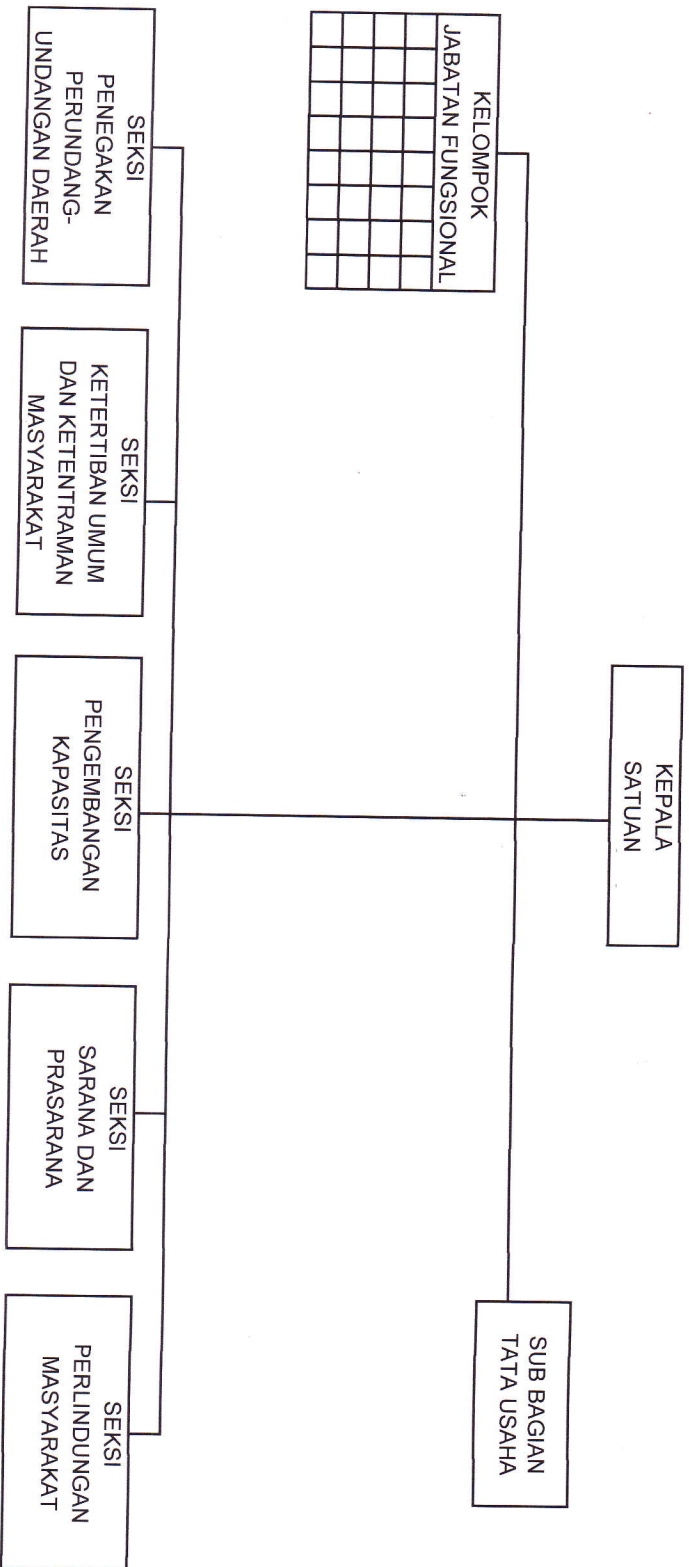 KEPALA
SATUAN
KELOMPOK
JABATAN FUNGSIONAL
SUB BAGIAN
TATA USAHA
SEKSI
PENEGAKAN
PERUNDANG-
UNDANGAN DAERAH
SEKSI
KETERTIBAN UMUM
DAN KETENTRAMAN
MASYARAKAT
SEKSI
PENGEMBANGAN
KAPASITAS
SEKSI
SARANA DAN
PRASARANA
SEKSI
PERLINDUNGAN
MASYARAKAT